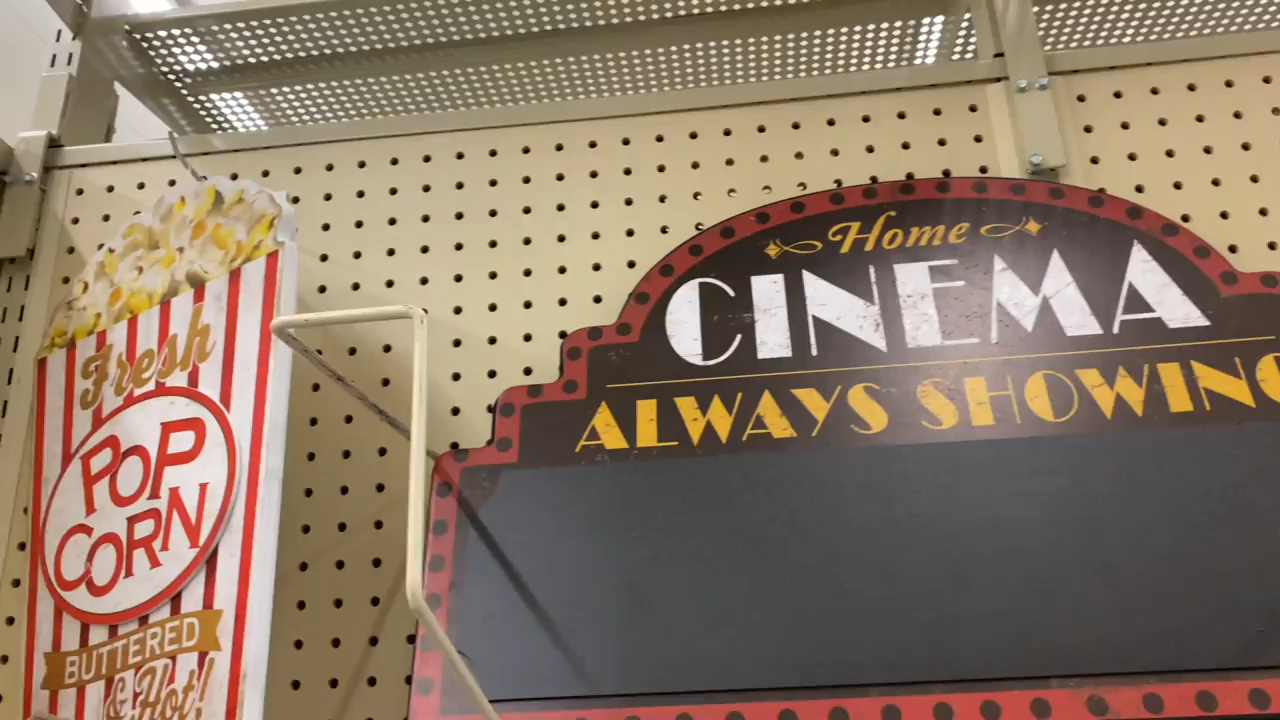 Fresh
POP
CORN
BUTTERED
& Hot!
Home
CINEMA
ALWAYS SHOWING